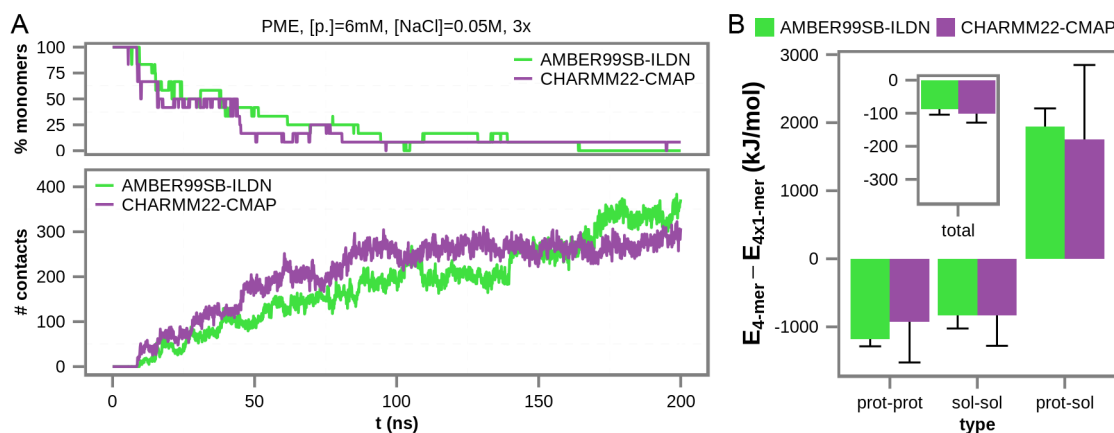 A
PME, [p.]=6mM, [NaCl]=0.05M, 3x
% monomers
100
75
50
25
0
AMBER99SB-ILDN
CHARMM22-CMAP
# contacts
400
300
200
100
0
AMBER99SB-ILDN
CHARMM22-CMAP
0 50 100 150 200
t (ns)
B
AMBER99SB-ILDN CHARMM22-CMAP
E4-mer − E4x1-mer (kJ/mol)
3000
2000
1000
0
-1000
0
-100
-200
-300
total
prot-prot sol-sol prot-sol
type